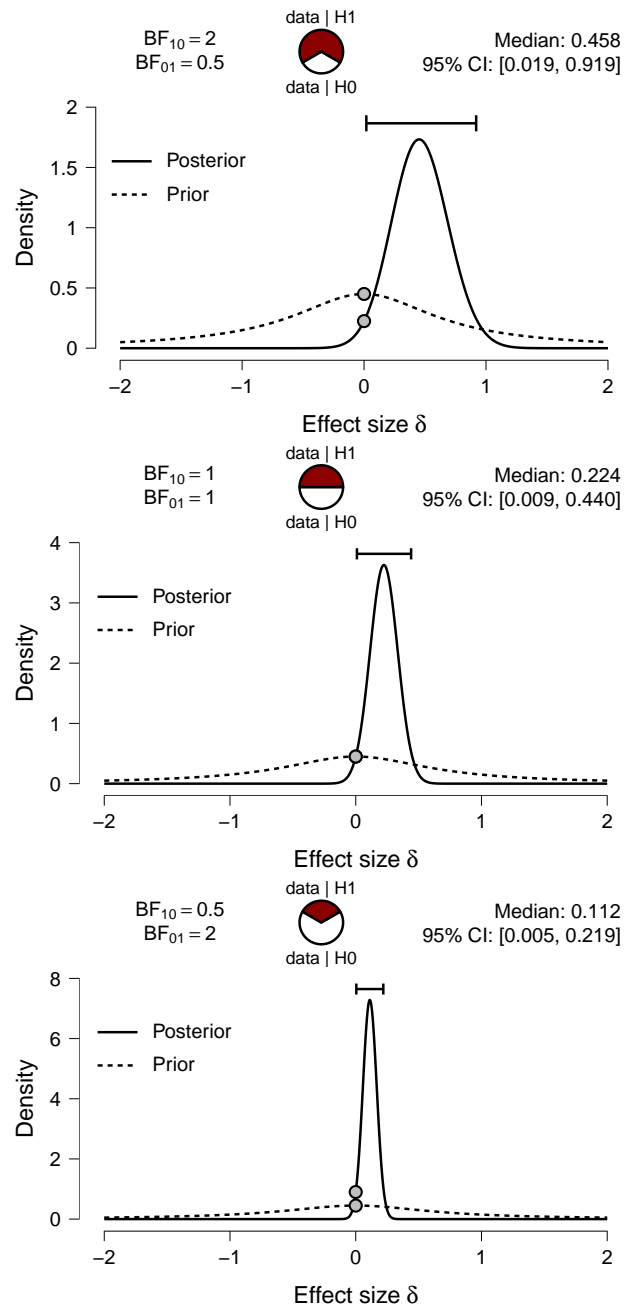 data | H1
BF₁₀ = 2
BF₀₁ = 0.5
data | H0
Median: 0.458
95% CI: [0.019, 0.919]
2
1.5
1
0.5
0
Density
Posterior
Prior
−2 −1 0 1 2
Effect size δ
data | H1
BF₁₀ = 1
BF₀₁ = 1
data | H0
Median: 0.224
95% CI: [0.009, 0.440]
4
3
2
1
0
Density
Posterior
Prior
−2 −1 0 1 2
Effect size δ
data | H1
BF₁₀ = 0.5
BF₀₁ = 2
data | H0
Median: 0.112
95% CI: [0.005, 0.219]
8
6
4
2
0
Density
Posterior
Prior
−2 −1 0 1 2
Effect size δ